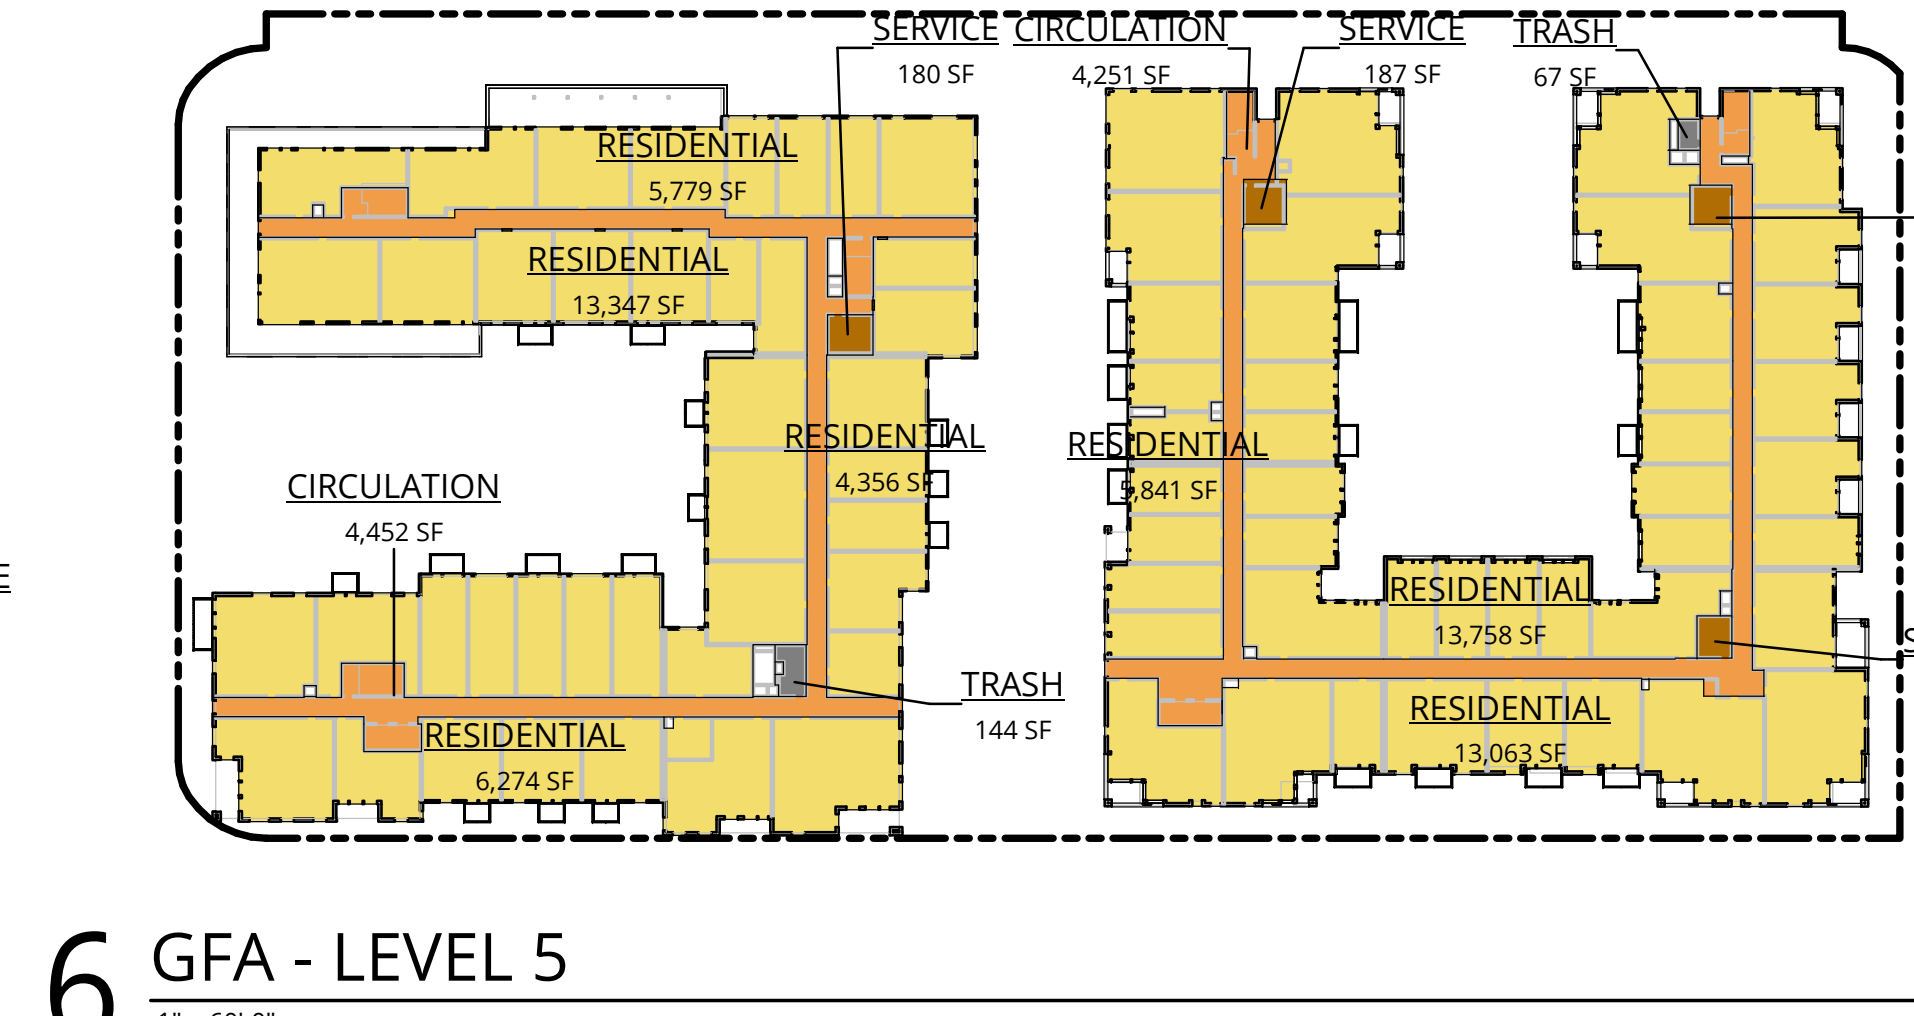 SERVICE
180 SF
CIRCULATION
4,251 SF
SERVICE
187 SF
TRASH
67 SF
RESIDENTIAL
5,779 SF
RESIDENTIAL
13,347 SF
RESIDENTIAL
4,356 SF
RESIDENTIAL
5,841 SF
CIRCULATION
4,452 SF
E
RESIDENTIAL
13,758 SF
S
TRASH
144 SF
RESIDENTIAL
6,274 SF
RESIDENTIAL
13,063 SF
6
GFA - LEVEL 5